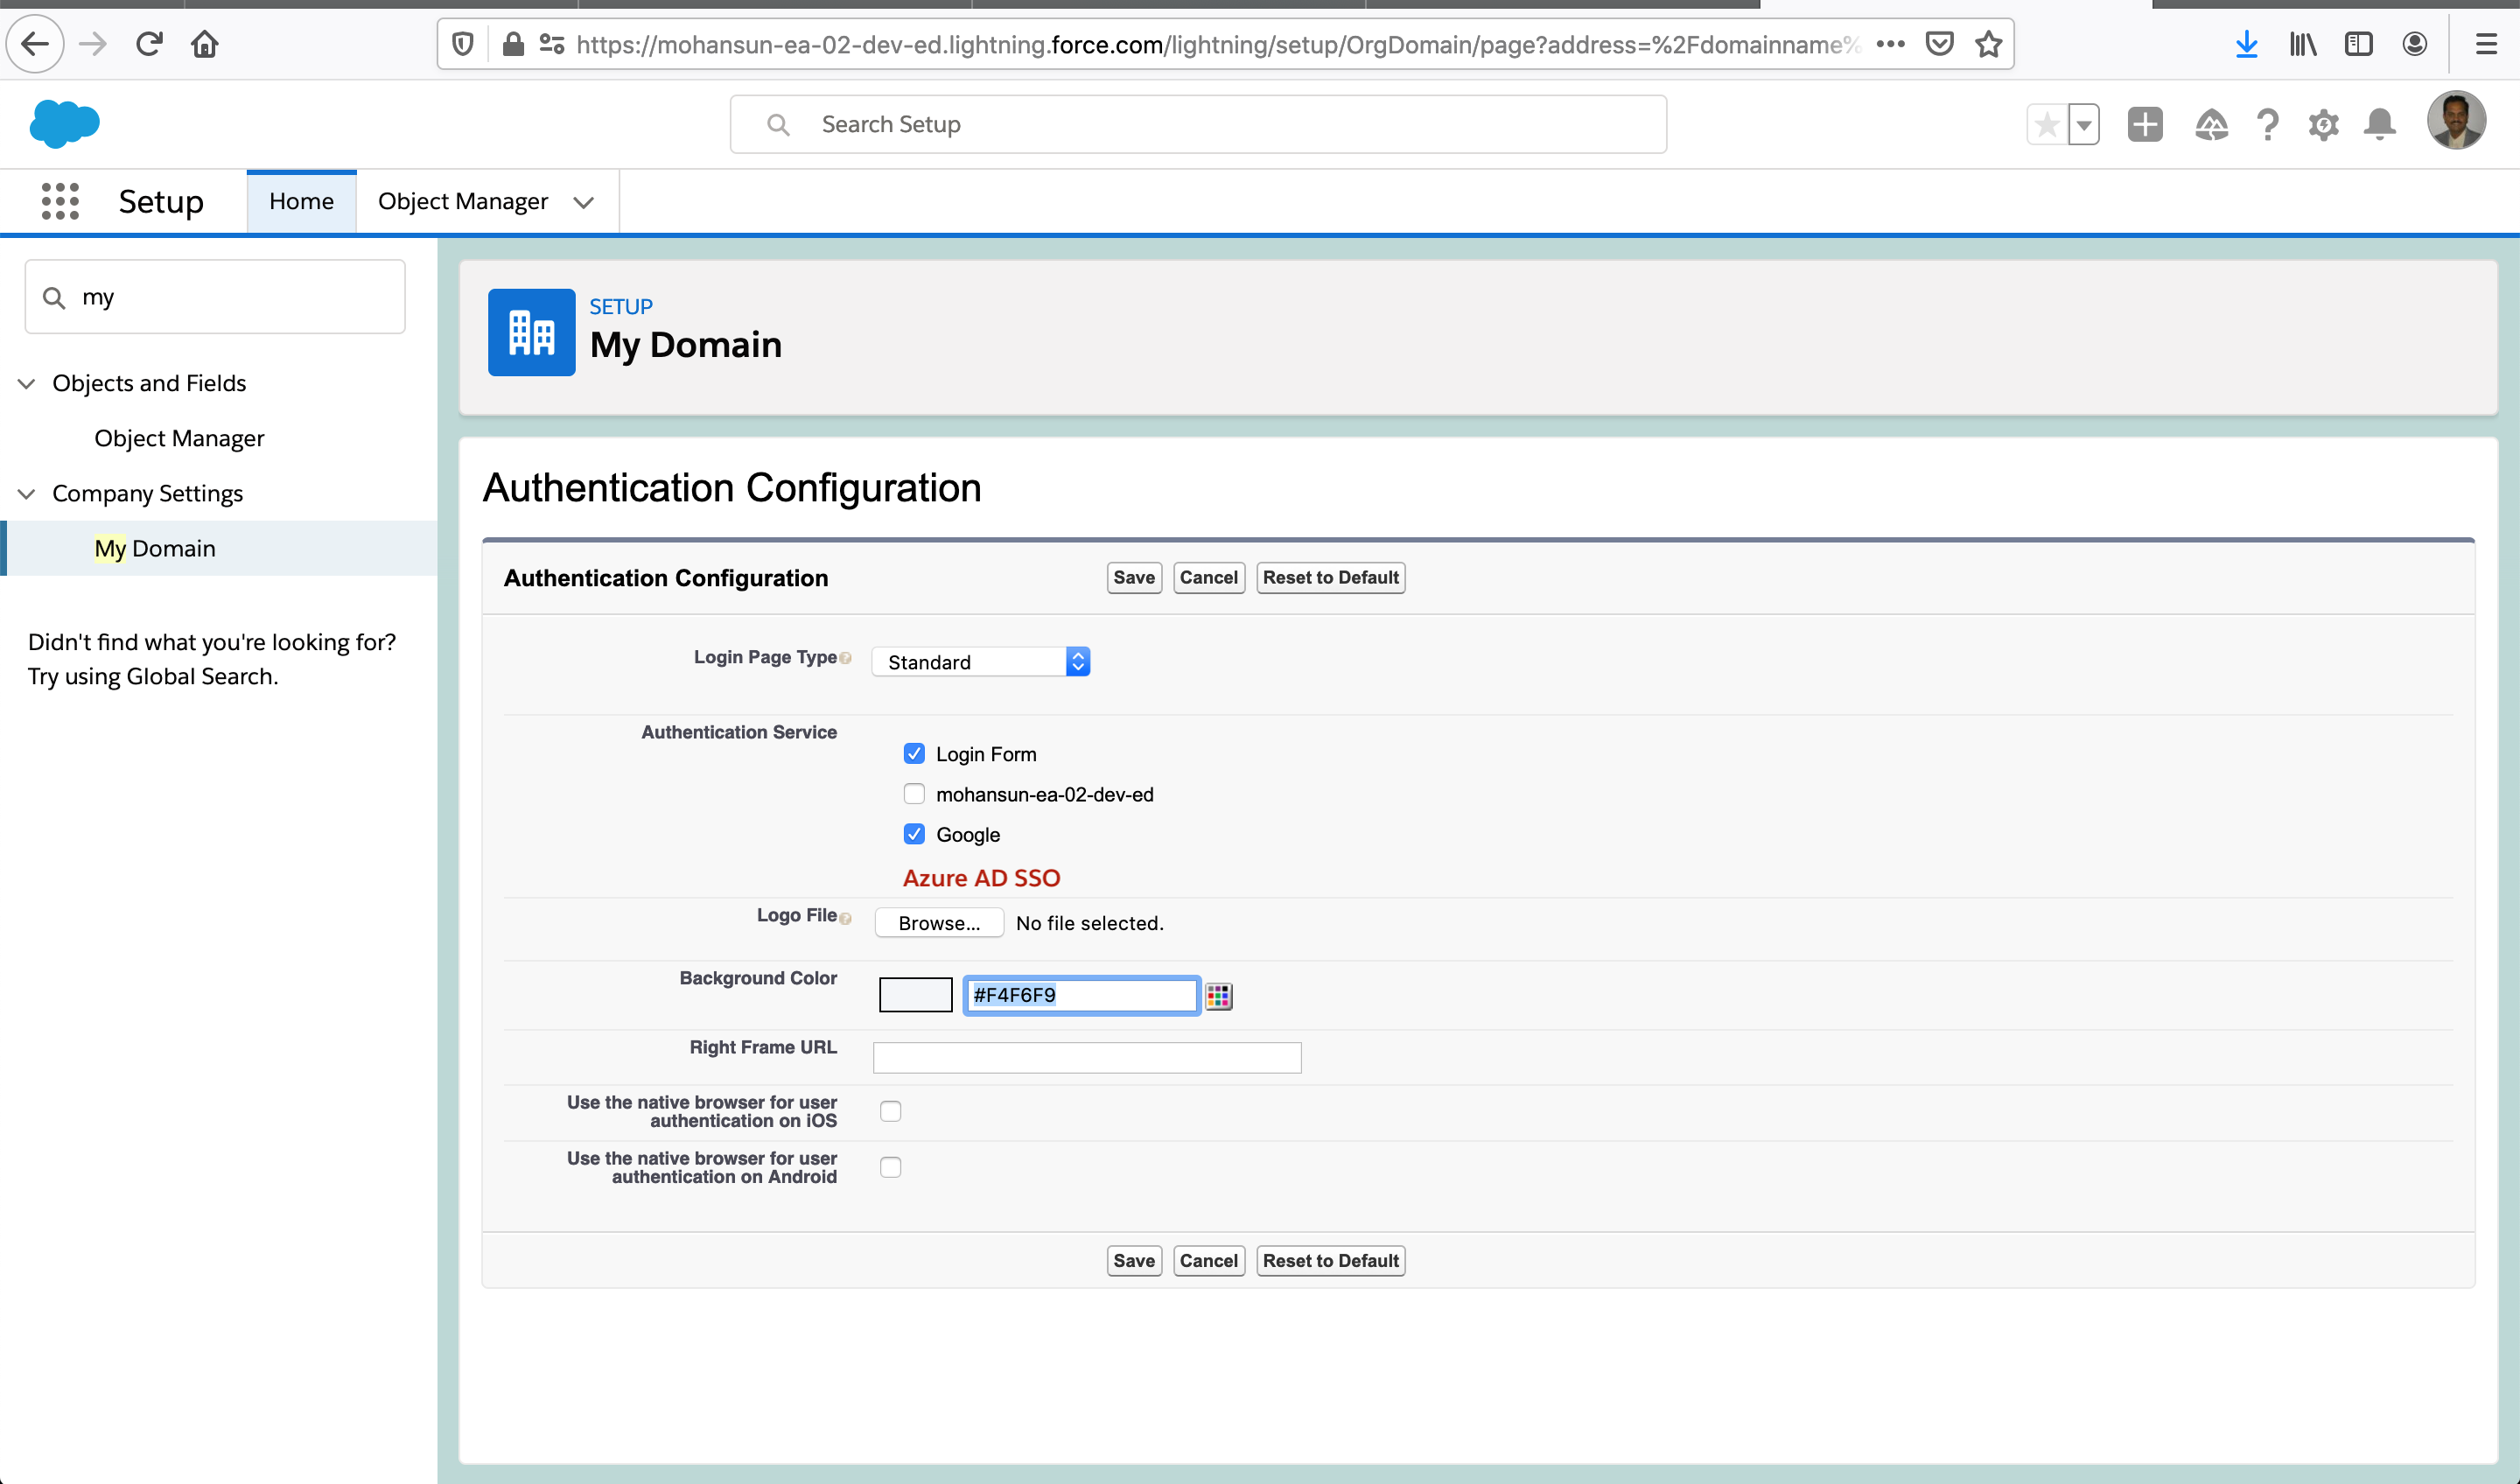 https://mohansun-ea-02-dev-ed.lightning.force.com/lightning/setup/OrgDomain/page?address=%2Fdomainname%
Search Setup
Setup
Home
Object Manager
my
Objects and Fields
Object Manager
Company Settings
My Domain
Didn't find what you're looking for?
Try using Global Search.
SETUP
My Domain
Authentication Configuration
Authentication Configuration
Save
Cancel
Reset to Default
Login Page Type
Standard
Authentication Service
Login Form
mohansun-ea-02-dev-ed
Google
Azure AD SSO
Logo File
Browse...
No file selected.
Background Color
#F4F6F9
Right Frame URL
Use the native browser for user
authentication on iOS
Use the native browser for user
authentication on Android
Save
Cancel
Reset to Default